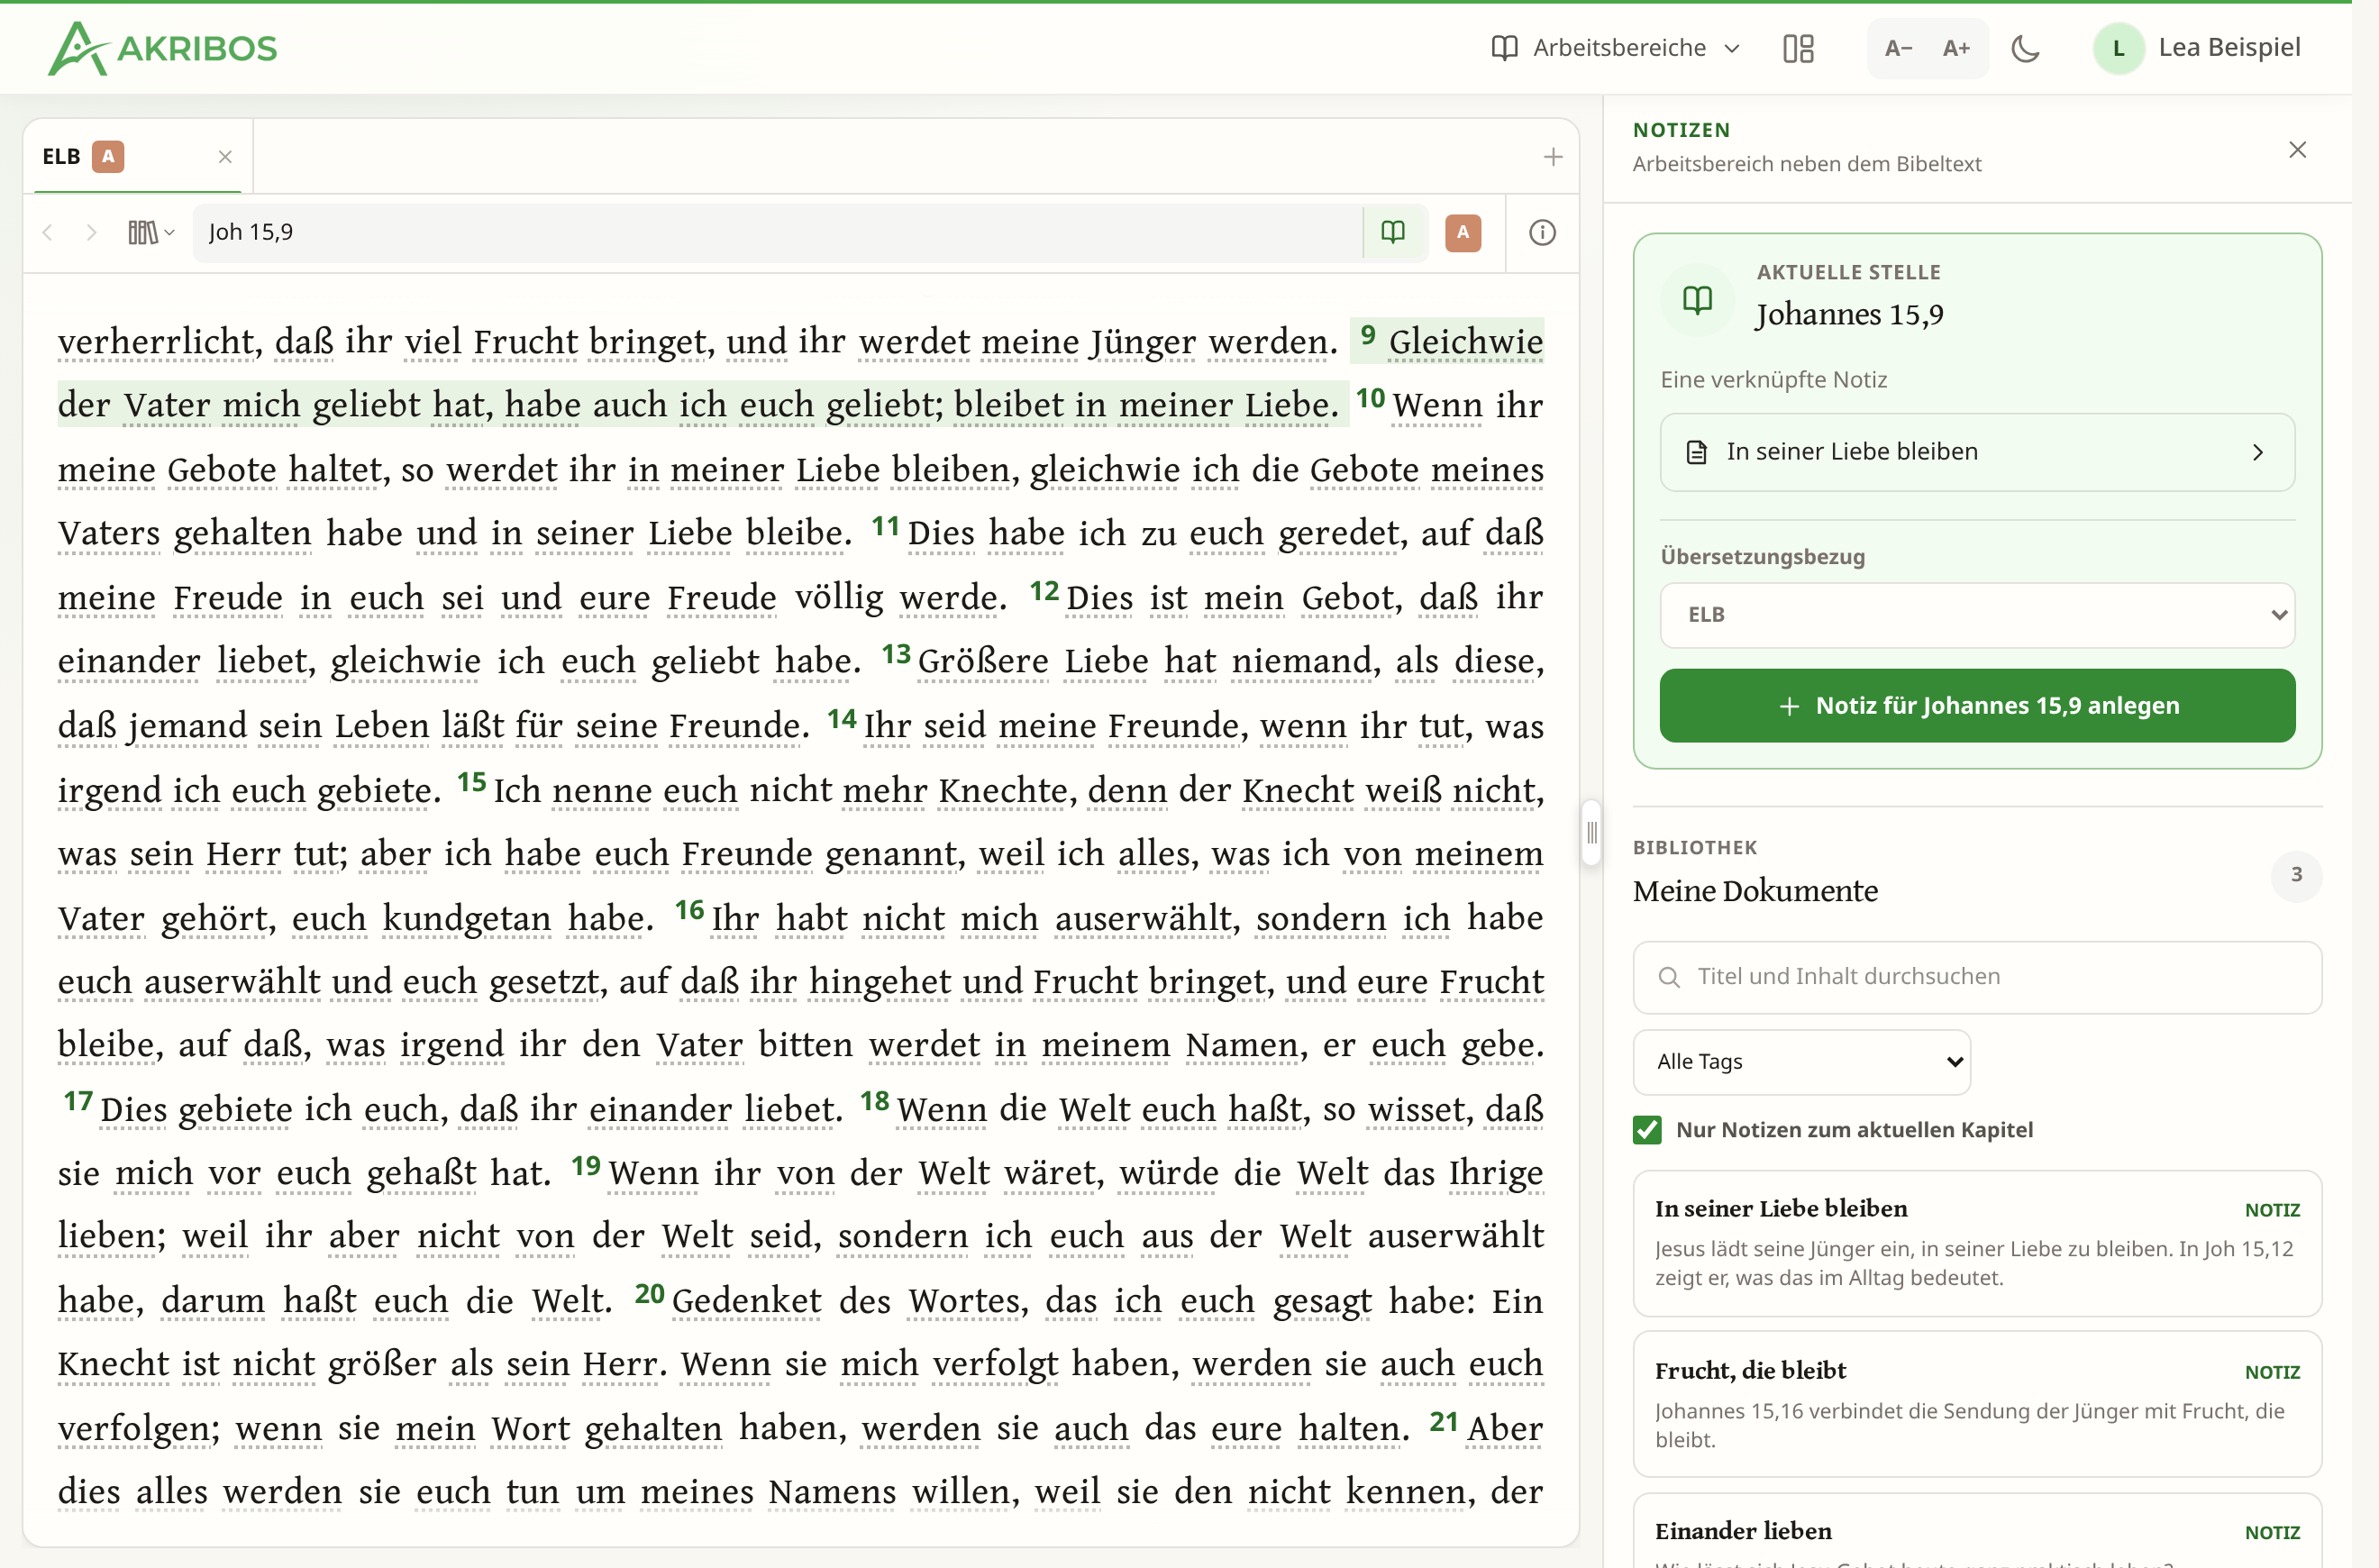 AKRIBOS
Arbeitsbereiche
A− A+
L Lea Beispiel
ELB A
Joh 15,9
A
verherrlicht, daß ihr viel Frucht bringet, und ihr werdet meine Jünger werden. 9 Gleichwie
der Vater mich geliebt hat, habe auch ich euch geliebt; bleibet in meiner Liebe. 10 Wenn ihr
meine Gebote haltet, so werdet ihr in meiner Liebe bleiben, gleichwie ich die Gebote meines
Vaters gehalten habe und in seiner Liebe bleibe. 11 Dies habe ich zu euch geredet, auf daß
meine Freude in euch sei und eure Freude völlig werde. 12 Dies ist mein Gebot, daß ihr
einander liebet, gleichwie ich euch geliebt habe. 13 Größere Liebe hat niemand, als diese,
daß jemand sein Leben läßt für seine Freunde. 14 Ihr seid meine Freunde, wenn ihr tut, was
irgend ich euch gebiete. 15 Ich nenne euch nicht mehr Knechte, denn der Knecht weiß nicht,
was sein Herr tut; aber ich habe euch Freunde genannt, weil ich alles, was ich von meinem
Vater gehört, euch kundgetan habe. 16 Ihr habt nicht mich auserwählt, sondern ich habe
euch auserwählt und euch gesetzt, auf daß ihr hingehet und Frucht bringet, und eure Frucht
bleibe, auf daß, was irgend ihr den Vater bitten werdet in meinem Namen, er euch gebe.
17 Dies gebiete ich euch, daß ihr einander liebet. 18 Wenn die Welt euch haßt, so wisset, daß
sie mich vor euch gehaßt hat. 19 Wenn ihr von der Welt wäret, würde die Welt das Ihrige
lieben; weil ihr aber nicht von der Welt seid, sondern ich euch aus der Welt auserwählt
habe, darum haßt euch die Welt. 20 Gedenket des Wortes, das ich euch gesagt habe: Ein
Knecht ist nicht größer als sein Herr. Wenn sie mich verfolgt haben, werden sie auch euch
verfolgen; wenn sie mein Wort gehalten haben, werden sie auch das eure halten. 21 Aber
dies alles werden sie euch tun um meines Namens willen, weil sie den nicht kennen, der
NOTIZEN
Arbeitsbereich neben dem Bibeltext
AKTUELLE STELLE
Johannes 15,9
Eine verknüpfte Notiz
In seiner Liebe bleiben
Übersetzungsbezug
ELB
+ Notiz für Johannes 15,9 anlegen
BIBLIOTHEK
Meine Dokumente
3
Titel und Inhalt durchsuchen
Alle Tags
Nur Notizen zum aktuellen Kapitel
In seiner Liebe bleiben NOTIZ
Jesus lädt seine Jünger ein, in seiner Liebe zu bleiben. In Joh 15,12
zeigt er, was das im Alltag bedeutet.
Frucht, die bleibt NOTIZ
Johannes 15,16 verbindet die Sendung der Jünger mit Frucht, die
bleibt.
Einander lieben NOTIZ